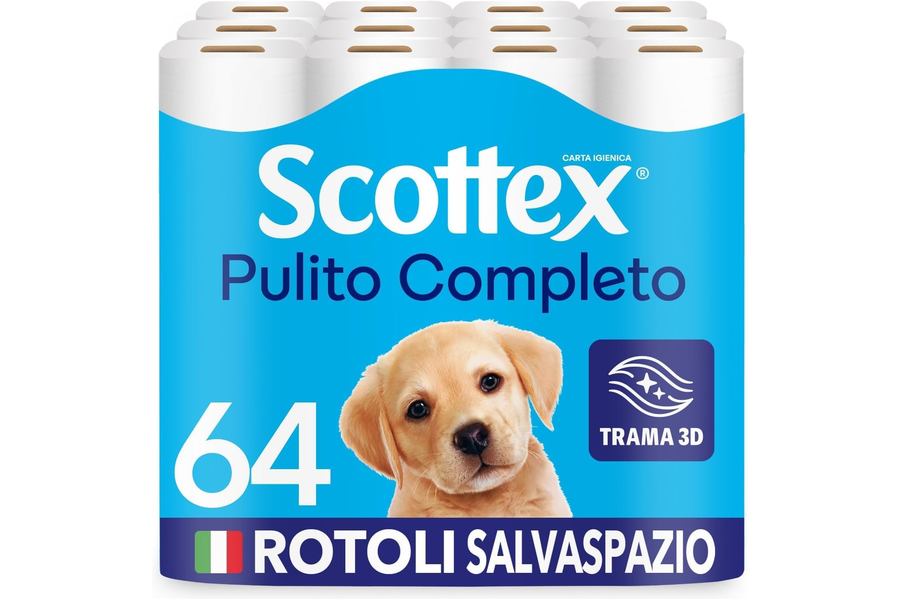 CARTA IGIENICA
Scottex®
Pulito Completo
TRAMA 3D
64
ROTOLI SALVASPAZIO